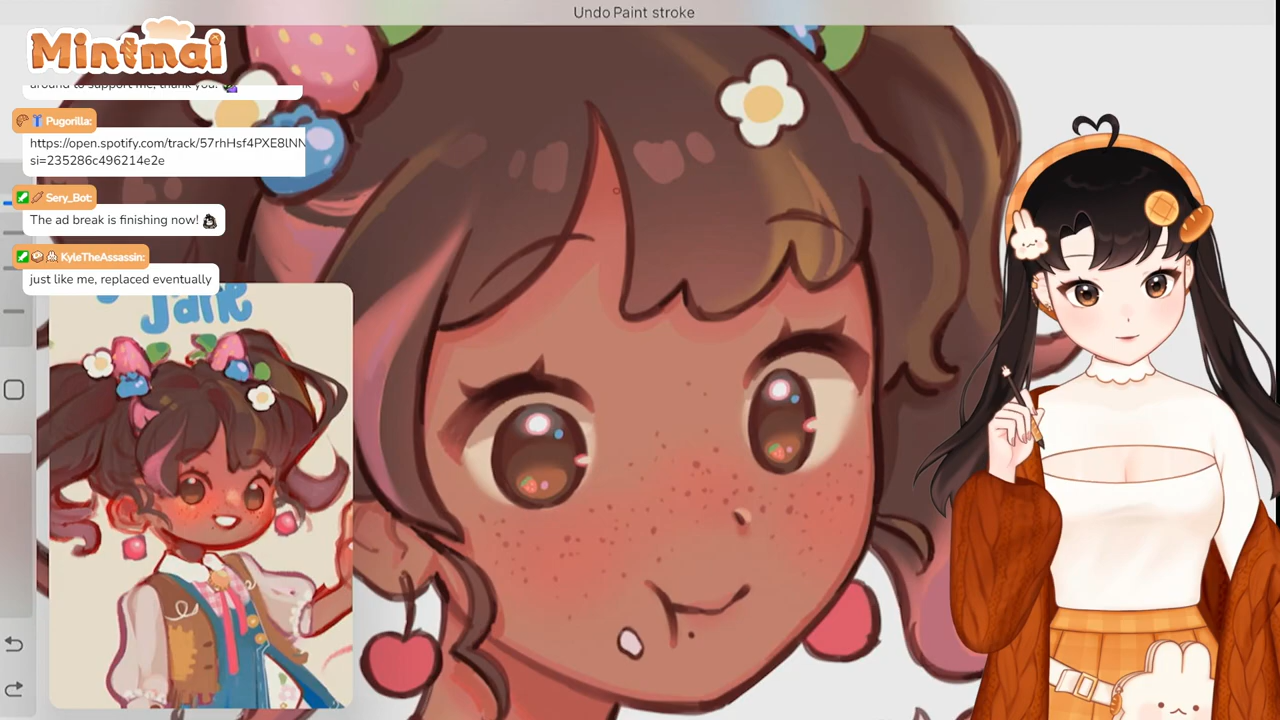 Undo Paint stroke
Mintmai
around to support me, thank you!
Pugorilla:
https://open.spotify.com/track/57rhHsf4PXE8lNN
si=235286c496214e2e
Sery_Bot:
The ad break is finishing now!
KyleTheAssassin:
just like me, replaced eventually
Jane